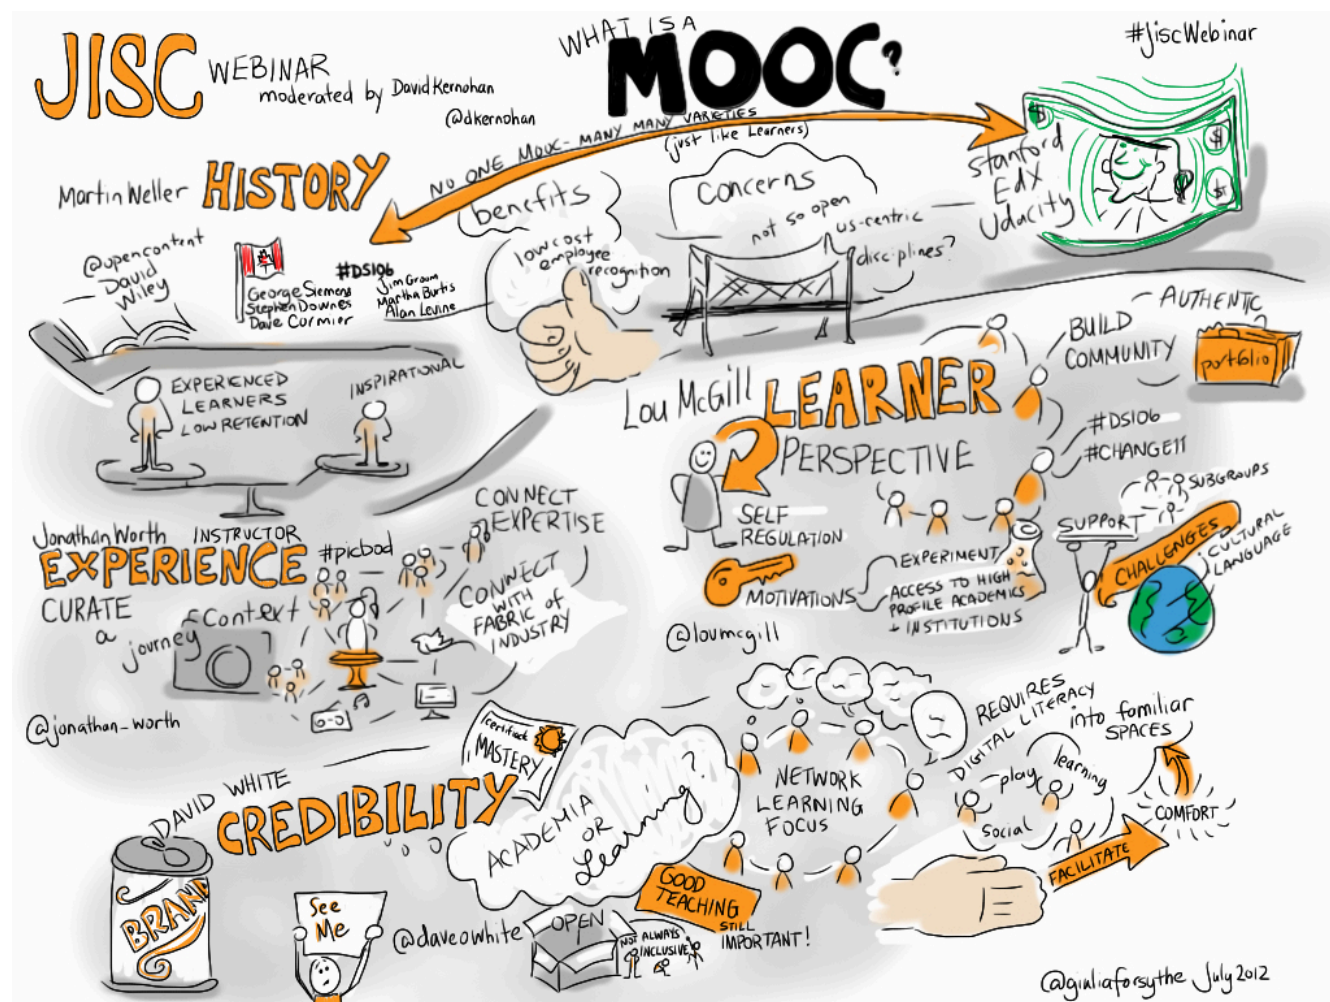 JISC WEBINAR
moderated by David Kernohan
@dkernohan
WHAT IS A
MOOC?
#jiscWebinar
NO ONE MOOC - MANY MANY VARIETIES
(just like Learners)
Stanford
EdX
Udacity
$
$
$
Martin Weller HISTORY
@opencontent
David
Wiley
George Siemens
Stephen Downes
Dave Cormier
#DS106
Jim Groom
Martha Burtis
Alan Levine
benefits
low cost
employee
recognition
concerns
not so open
us-centric
disciplines?
EXPERIENCED
LEARNERS
LOW RETENTION
INSPIRATIONAL
Lou McGill LEARNER
PERSPECTIVE
BUILD
COMMUNITY
AUTHENTIC
portfolio
#DS106
#CHANGE11
SUBGROUPS
SUPPORT
CHALLENGES
CULTURAL
LANGUAGE
SELF
REGULATION
MOTIVATIONS
EXPERIMENT
ACCESS TO HIGH
PROFILE ACADEMICS
+ INSTITUTIONS
@loumcgill
Jonathan Worth INSTRUCTOR
EXPERIENCE #picbod
CURATE
a
journey
Context
CONNECT
EXPERTISE
CONNECT
WITH
FABRIC of
INDUSTRY
@jonathan_worth
DAVID WHITE
CREDIBILITY
certificate
MASTERY
ACADEMIA
OR
Learning?
BRAND
See
Me
@daveowhite
OPEN
NOT ALWAYS
INCLUSIVE
GOOD
TEACHING
STILL
IMPORTANT!
NETWORK
LEARNING
FOCUS
REQUIRES
DIGITAL LITERACY
play
learning
social
into familiar
SPACES
COMFORT
FACILITATE
@giuliaforsythe July 2012